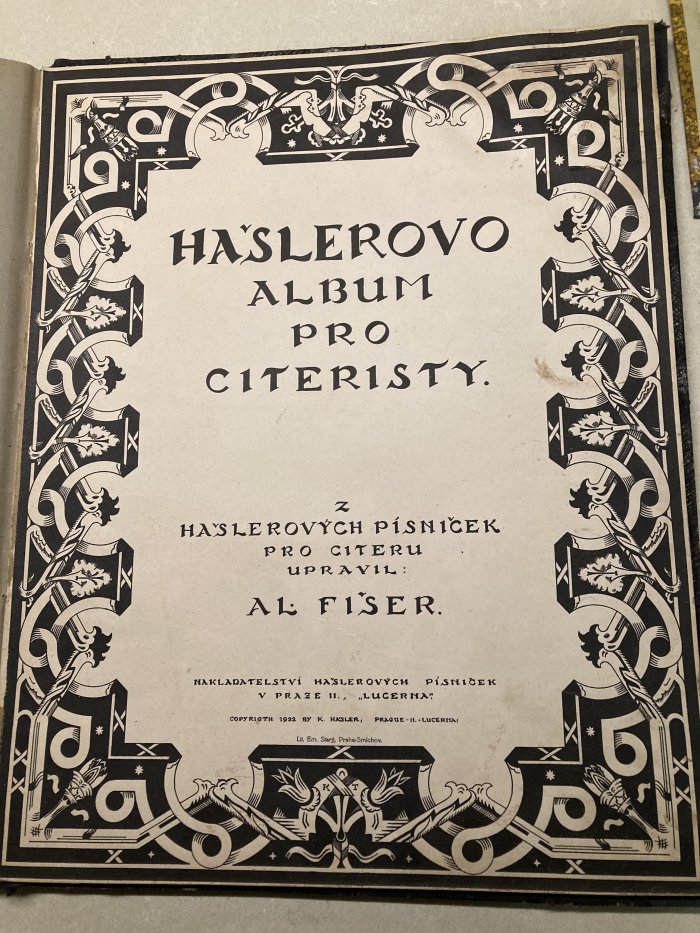 HAŠLEROVO
ALBUM
PRO
CITERISTY.
Z
HAŠLEROVÝCH PÍSNIČEK
PRO CITERU
UPRAVIL:
AL. FIŠER.
NAKLADATELSTVÍ HAŠLEROVÝCH PÍSNIČEK
V PRAZE II., „LUCERNA“.
COPYRIGTH 1922 BY K. HAŠLER, PRAGUE-II. „LUCERNA“
Lit. Em. Starý, Praha-Smíchov.
K T